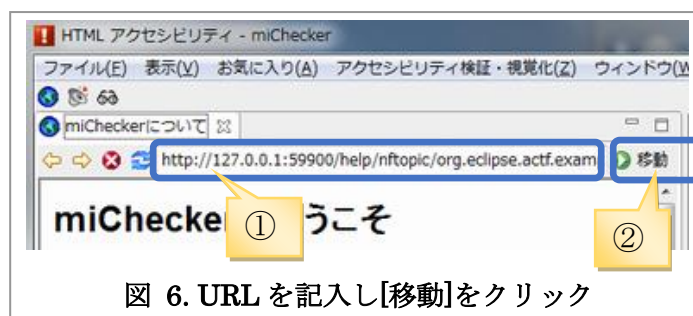 HTML アクセシビリティ - miChecker
ファイル(F) 表示(V) お気に入り(A) アクセシビリティ検証・視覚化(Z) ウィンドウ(W
miCheckerについて
http://127.0.0.1:59900/help/nftopic/org.eclipse.actf.exam 移動
miChecke うこそ
①
②
図 6. URL を記入し[移動]をクリック